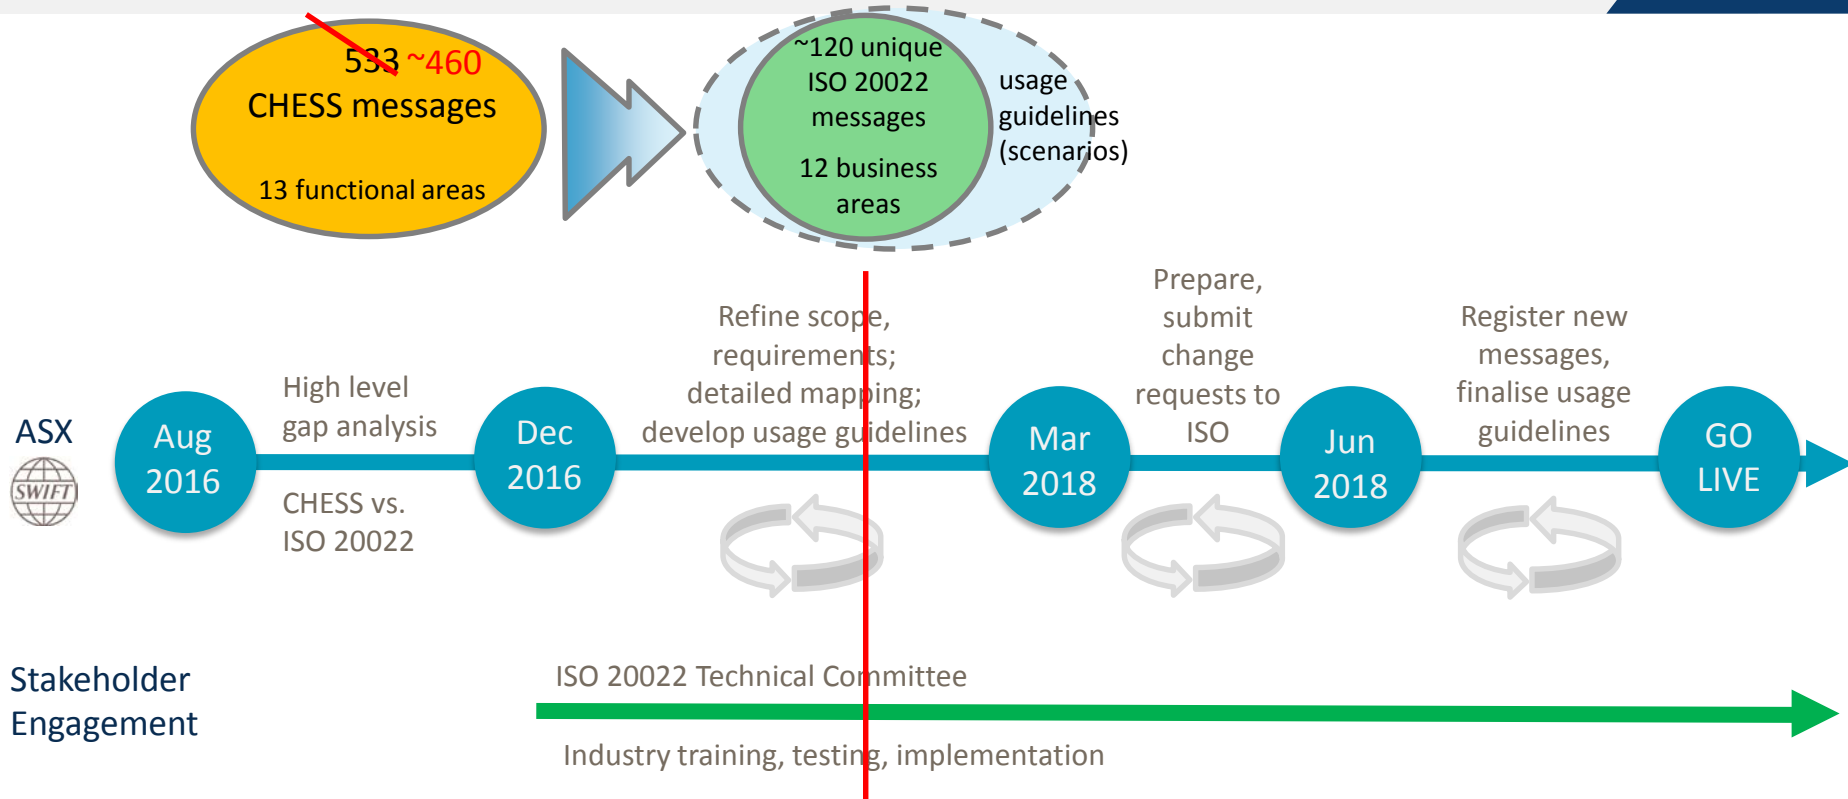 533 ~460
CHESS messages
13 functional areas
~120 unique
ISO 20022
messages
12 business
areas
usage
guidelines
(scenarios)
ASX
SWIFT
Aug
2016
High level
gap analysis
CHESS vs.
ISO 20022
Dec
2016
Refine scope,
requirements;
detailed mapping;
develop usage guidelines
Mar
2018
Prepare,
submit
change
requests to
ISO
Jun
2018
Register new
messages,
finalise usage
guidelines
GO
LIVE
Stakeholder
Engagement
ISO 20022 Technical Committee
Industry training, testing, implementation